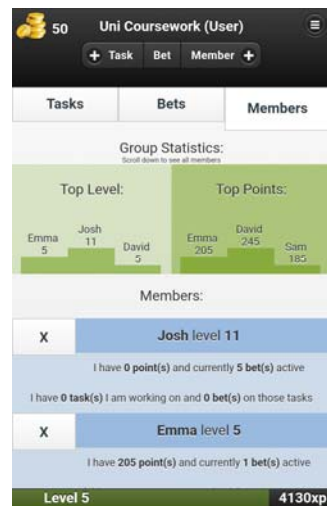 50 Uni Coursework (User)
+ Task Bet Member +
Tasks Bets Members
Group Statistics:
Scroll down to see all members
Top Level:
Emma 5
Josh 11
David 5
Top Points:
Emma 205
David 245
Sam 185
Members:
X Josh level 11
I have 0 point(s) and currently 5 bet(s) active
I have 0 task(s) I am working on and 0 bet(s) on those tasks
X Emma level 5
I have 205 point(s) and currently 1 bet(s) active
Level 5 4130xp